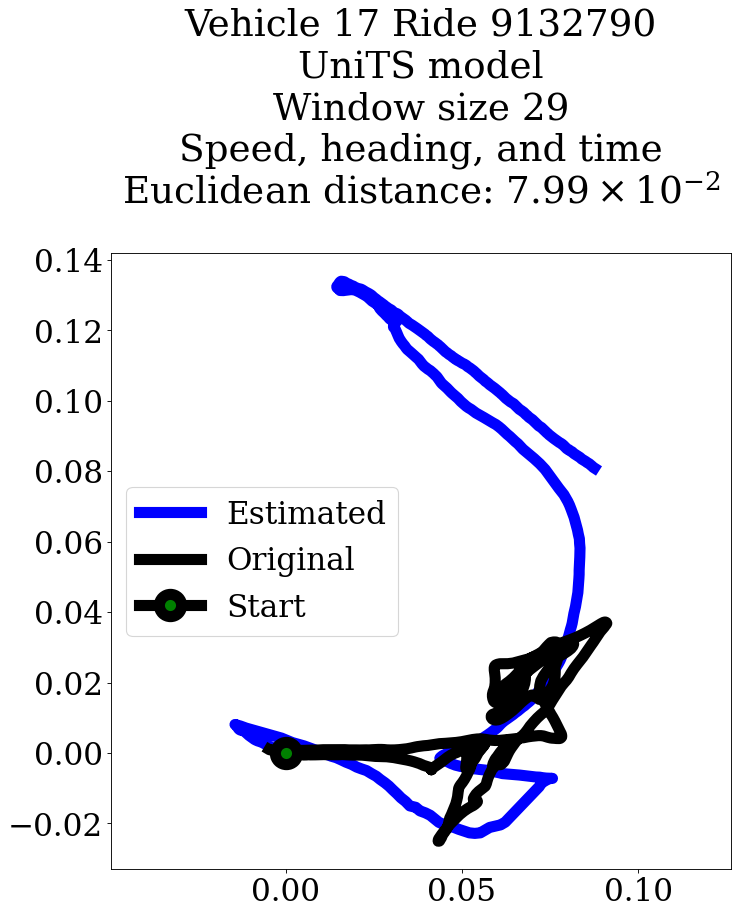 Vehicle 17 Ride 9132790
UniTS model
Window size 29
Speed, heading, and time
Euclidean distance: 7.99 × 10⁻²
0.14
0.12
0.10
0.08
0.06
0.04
0.02
0.00
−0.02
Estimated
Original
Start
0.00 0.05 0.10